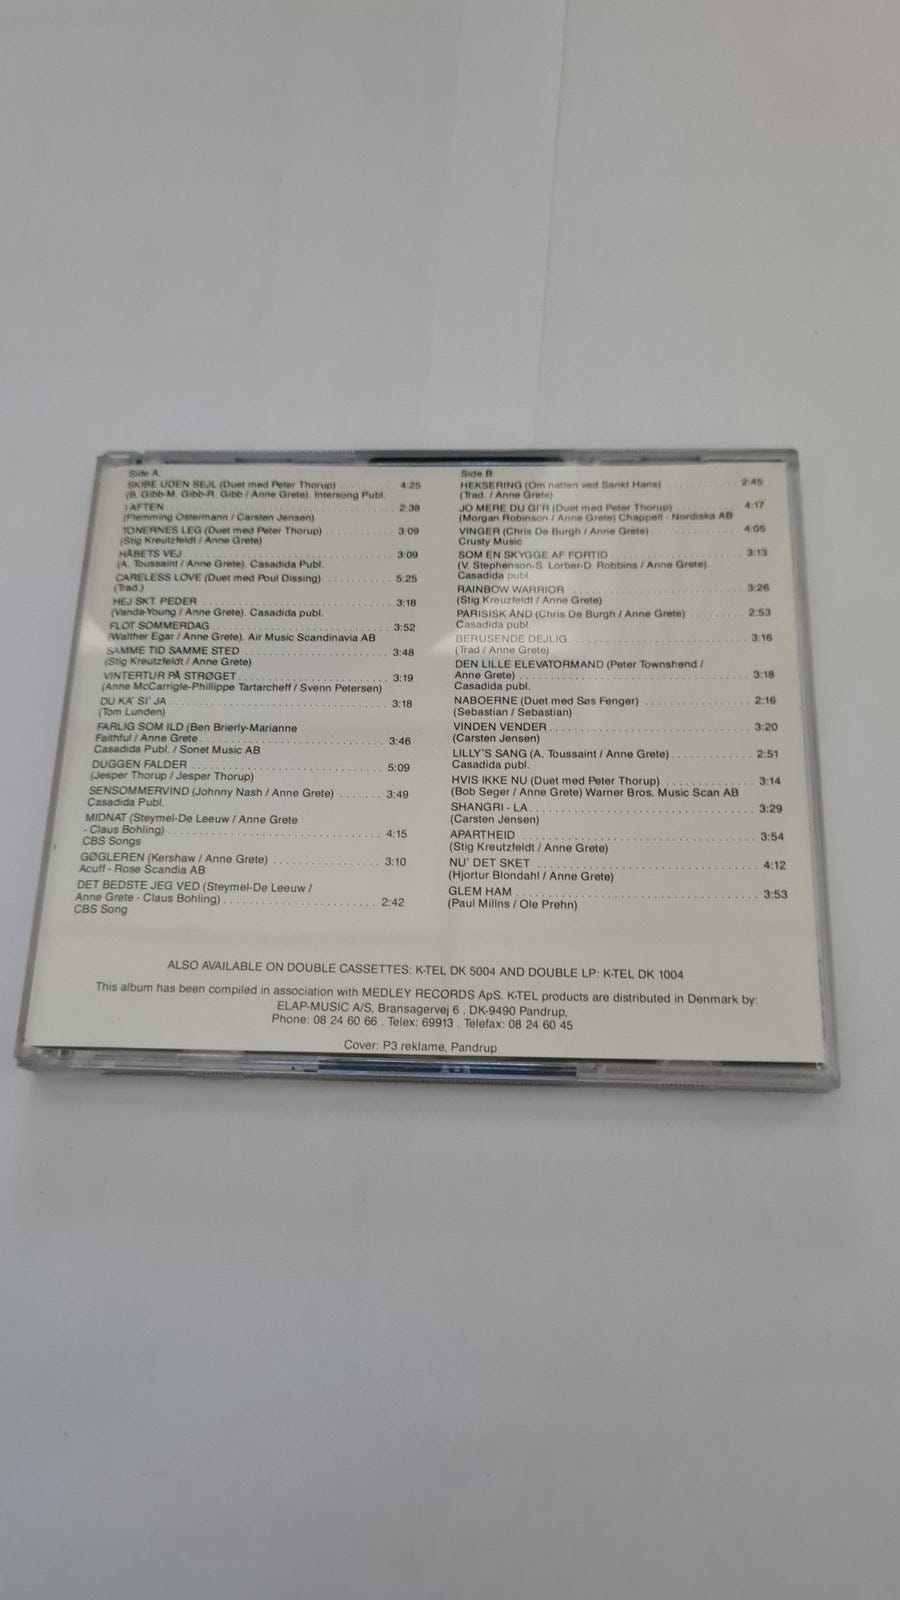 Side A:
SKIBE UDEN SEJL (Duet med Peter Thorup) . . . . . . . . . . 4:25
(B. Gibb-M. Gibb-R. Gibb / Anne Grete). Intersong Publ.
I AFTEN . . . . . . . . . . 2:38
(Flemming Ostermann / Carsten Jensen)
TONERNES LEG (Duet med Peter Thorup) . . . . . . . . . . 3:09
(Stig Kreutzfeldt / Anne Grete)
HÅBETS VEJ . . . . . . . . . . 3:09
(A. Toussaint / Anne Grete). Casadida Publ.
CARELESS LOVE (Duet med Poul Dissing) . . . . . . . . . . 5:25
(Trad.)
HEJ SKT. PEDER . . . . . . . . . . 3:18
(Vanda-Young / Anne Grete). Casadida publ.
FLOT SOMMERDAG . . . . . . . . . . 3:52
(Walther Egar / Anne Grete). Air Music Scandinavia AB
SAMME TID SAMME STED . . . . . . . . . . 3:48
(Stig Kreutzfeldt / Anne Grete)
VINTERTUR PÅ STRØGET . . . . . . . . . . 3:19
(Anne McCarrigle-Phillippe Tartarcheff / Svenn Petersen)
DU KA' SI' JA . . . . . . . . . . 3:18
(Tom Lunden)
FARLIG SOM ILD (Ben Brierly-Marianne
Faithful / Anne Grete . . . . . . . . . . 3:46
Casadida Publ. / Sonet Music AB
DUGGEN FALDER . . . . . . . . . . 5:09
(Jesper Thorup / Jesper Thorup)
SENSOMMERVIND (Johnny Nash / Anne Grete) . . . . . . . 3:49
Casadida Publ.
MIDNAT (Steymel-De Leeuw / Anne Grete
- Claus Bohling) . . . . . . . . . . 4:15
CBS Songs
GØGLEREN (Kershaw / Anne Grete) . . . . . . . . . . 3:10
Acuff - Rose Scandia AB
DET BEDSTE JEG VED (Steymel-De Leeuw /
Anne Grete - Claus Bohling) . . . . . . . . . . 2:42
CBS Song
Side B:
HEKSERING (Om natten ved Sankt Hans) . . . . . . . . . . 2:45
(Trad. / Anne Grete)
JO MERE DU GI'R (Duet med Peter Thorup) . . . . . . . . . . 4:17
(Morgan Robinson / Anne Grete) Chappell - Nordiska AB
VINGER (Chris De Burgh / Anne Grete) . . . . . . . . . . 4:05
Crusty Music
SOM EN SKYGGE AF FORTID . . . . . . . . . . 3:13
(V. Stephenson-S. Lorber-D. Robbins / Anne Grete).
Casadida publ.
RAINBOW WARRIOR . . . . . . . . . . 3:26
(Stig Kreuzfeldt / Anne Grete)
PARISISK ÅND (Chris De Burgh / Anne Grete) . . . . . . . . . . 2:53
Casadida publ.
BERUSENDE DEJLIG . . . . . . . . . . 3:16
(Trad / Anne Grete)
DEN LILLE ELEVATORMAND (Peter Townshend /
Anne Grete) . . . . . . . . . . 3:18
Casadida publ.
NABOERNE (Duet med Søs Fenger) . . . . . . . . . . 2:16
(Sebastian / Sebastian)
VINDEN VENDER . . . . . . . . . . 3:20
(Carsten Jensen)
LILLY'S SANG (A. Toussaint / Anne Grete) . . . . . . . . . . 2:51
Casadida publ.
HVIS IKKE NU (Duet med Peter Thorup) . . . . . . . . . . 3:14
(Bob Seger / Anne Grete) Warner Bros. Music Scan AB
SHANGRI - LA . . . . . . . . . . 3:29
(Carsten Jensen)
APARTHEID . . . . . . . . . . 3:54
(Stig Kreutzfeldt / Anne Grete)
NU' DET SKET . . . . . . . . . . 4:12
(Hjortur Blondahl / Anne Grete)
GLEM HAM . . . . . . . . . . 3:53
(Paul Millns / Ole Prehn)
ALSO AVAILABLE ON DOUBLE CASSETTES: K-TEL DK 5004 AND DOUBLE LP: K-TEL DK 1004
This album has been compiled in association with MEDLEY RECORDS ApS. K-TEL products are distributed in Denmark by:
ELAP-MUSIC A/S, Bransagervej 6 . DK-9490 Pandrup,
Phone: 08 24 60 66 . Telex: 69913 . Telefax: 08 24 60 45
Cover: P3 reklame, Pandrup